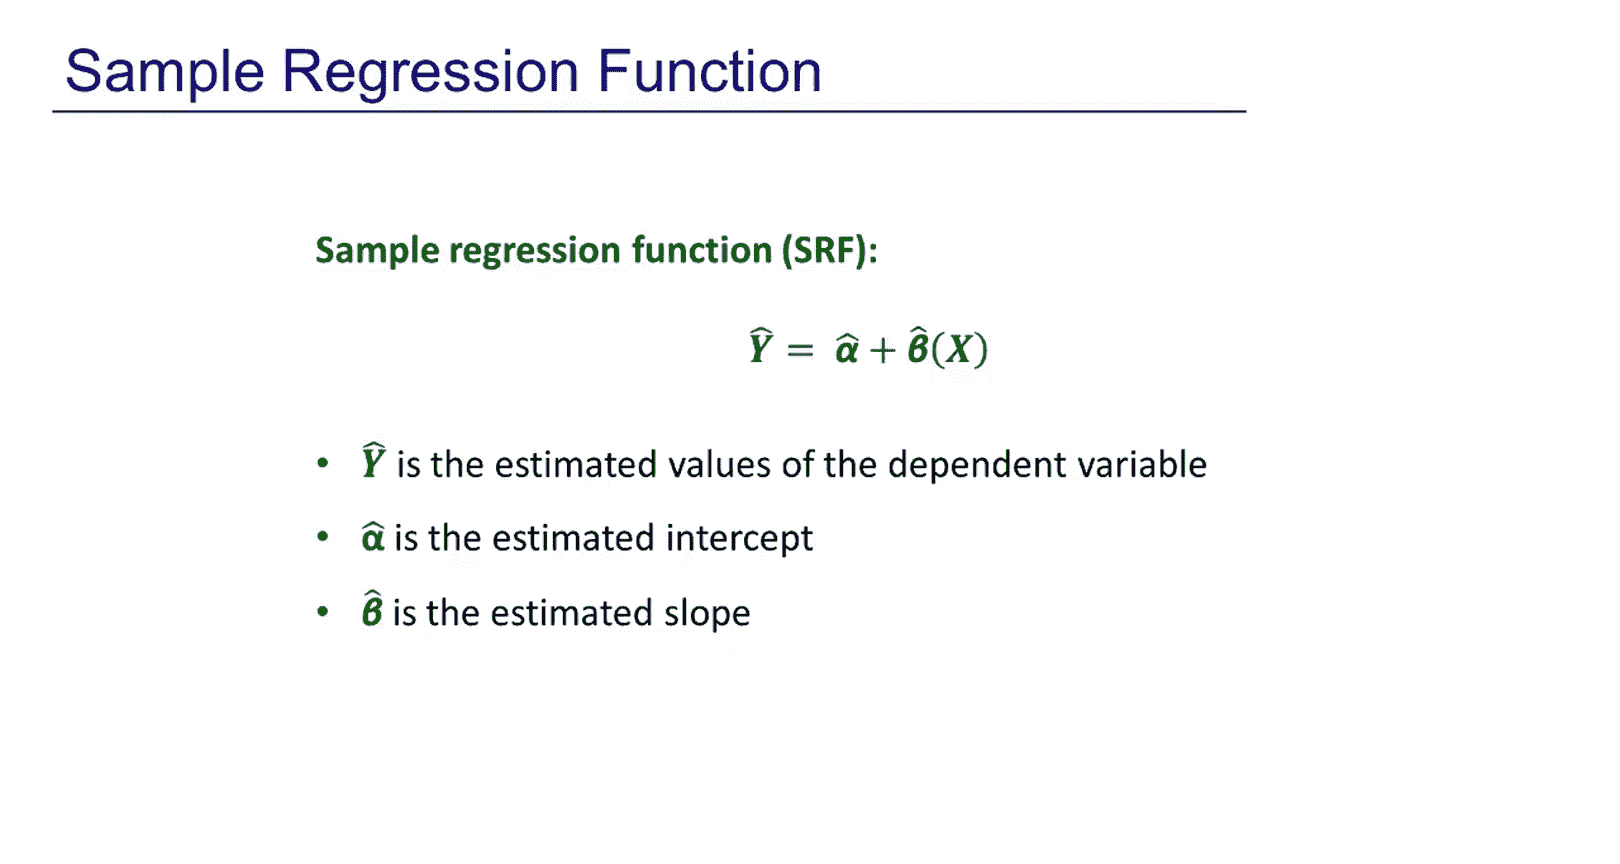 Sample Regression Function
Sample regression function (SRF):
Ŷ = α̂ + β̂(X)
• Ŷ is the estimated values of the dependent variable
• α̂ is the estimated intercept
• β̂ is the estimated slope